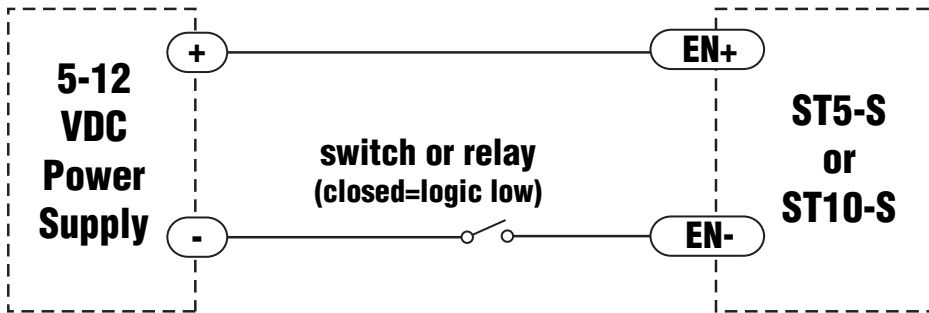 5-12
VDC
Power
Supply
+
-
switch or relay
(closed=logic low)
EN+
EN-
ST5-S
or
ST10-S